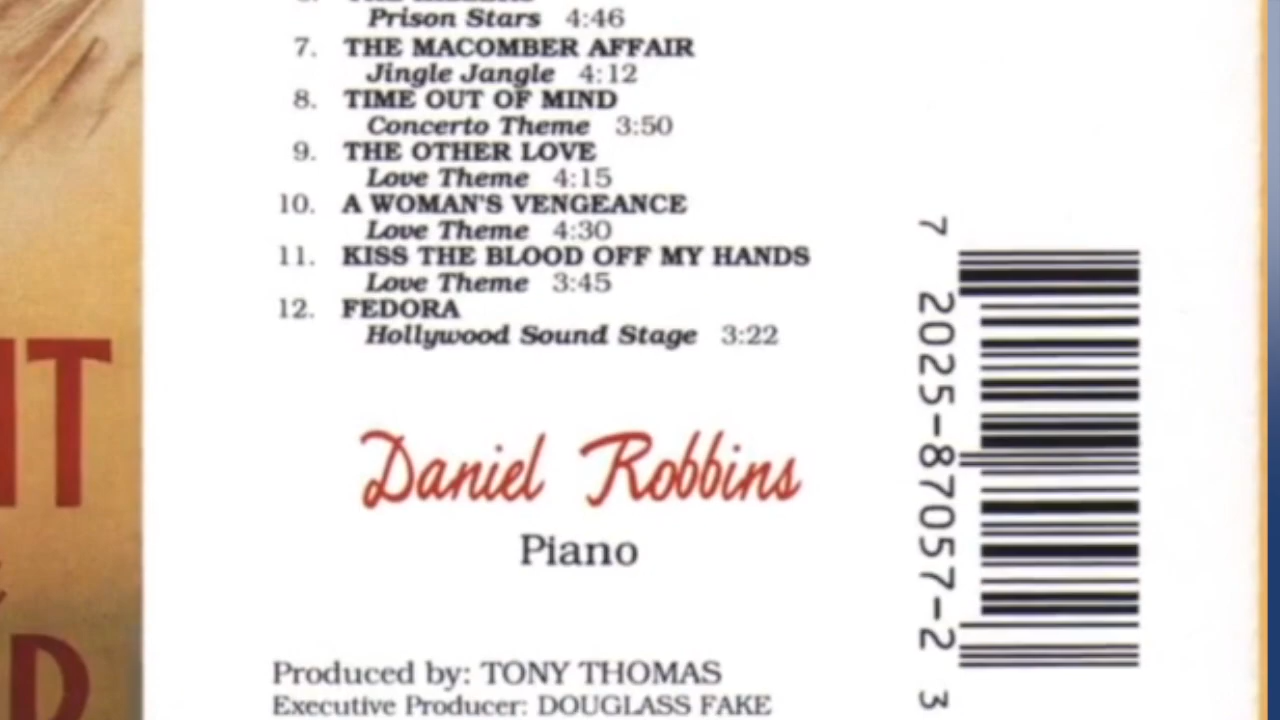 Prison Stars 4:46
7. THE MACOMBER AFFAIR
Jingle Jangle 4:12
8. TIME OUT OF MIND
Concerto Theme 3:50
9. THE OTHER LOVE
Love Theme 4:15
10. A WOMAN'S VENGEANCE
Love Theme 4:30
11. KISS THE BLOOD OFF MY HANDS
Love Theme 3:45
12. FEDORA
Hollywood Sound Stage 3:22
Daniel Robbins
Piano
Produced by: TONY THOMAS
Executive Producer: DOUGLASS FAKE
7 2025-87057-2 3